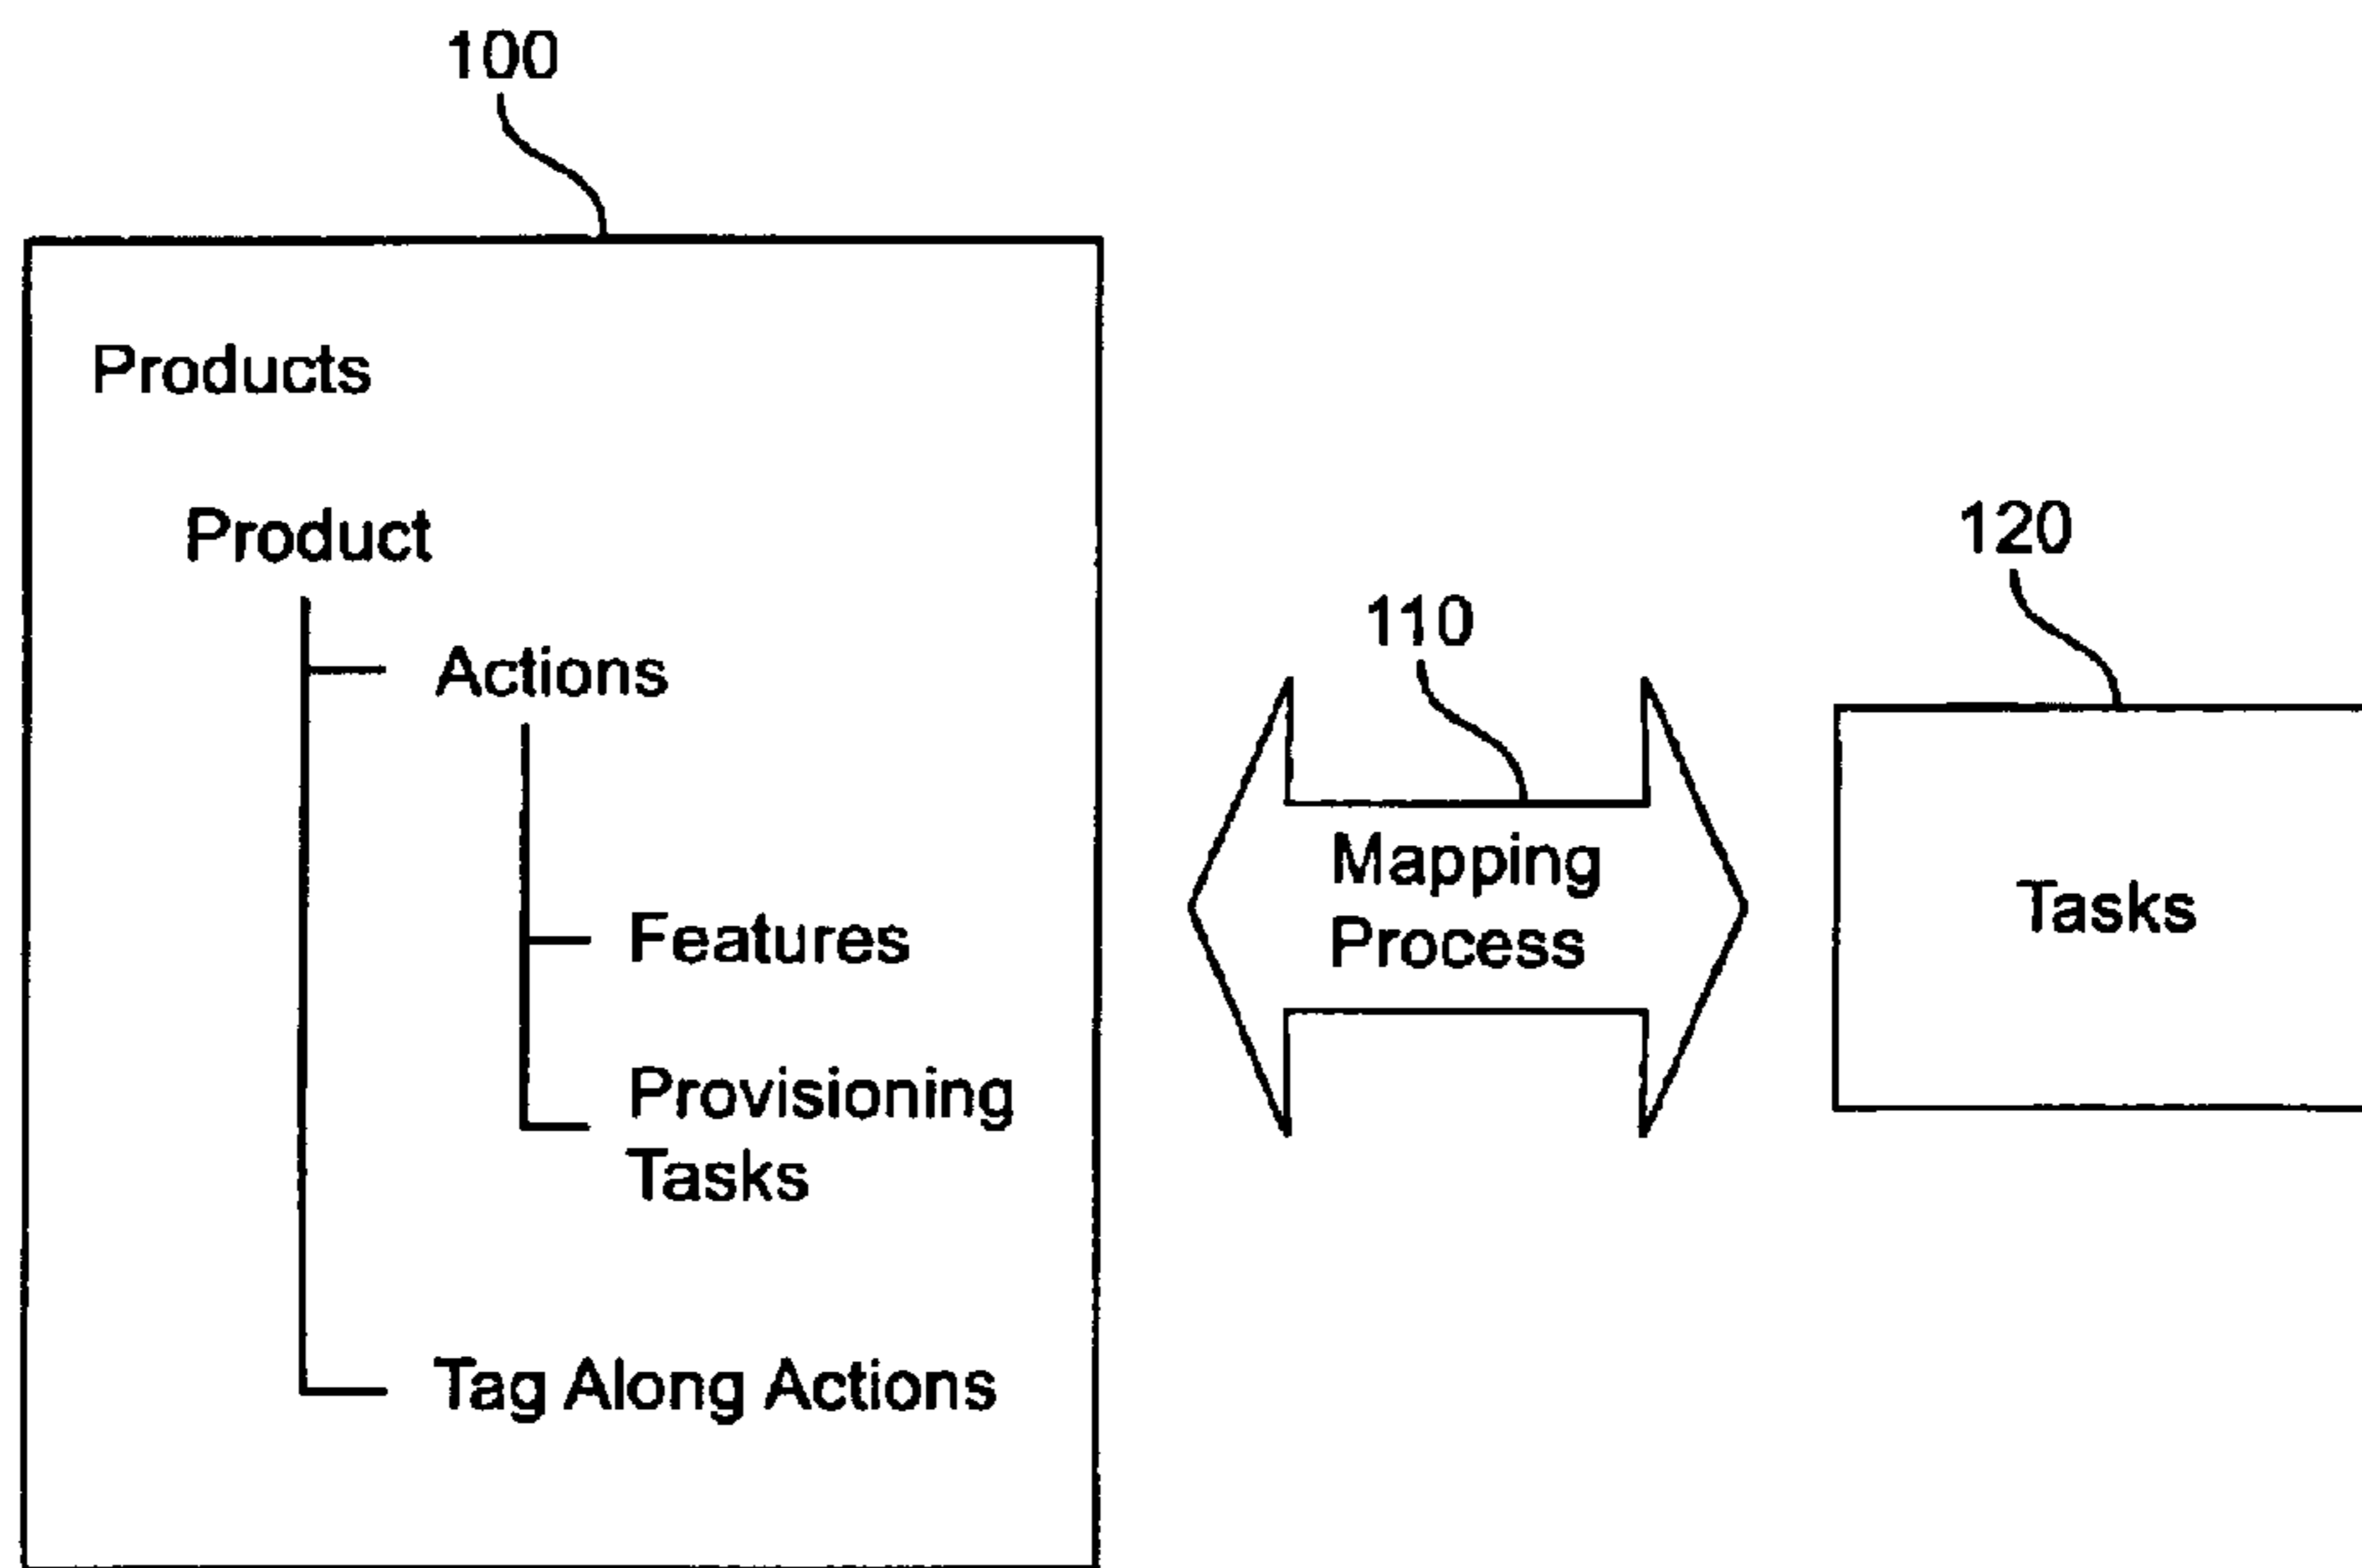 100
Products
Product
Actions
Features
Provisioning
Tasks
Tag Along Actions
110
Mapping
Process
120
Tasks